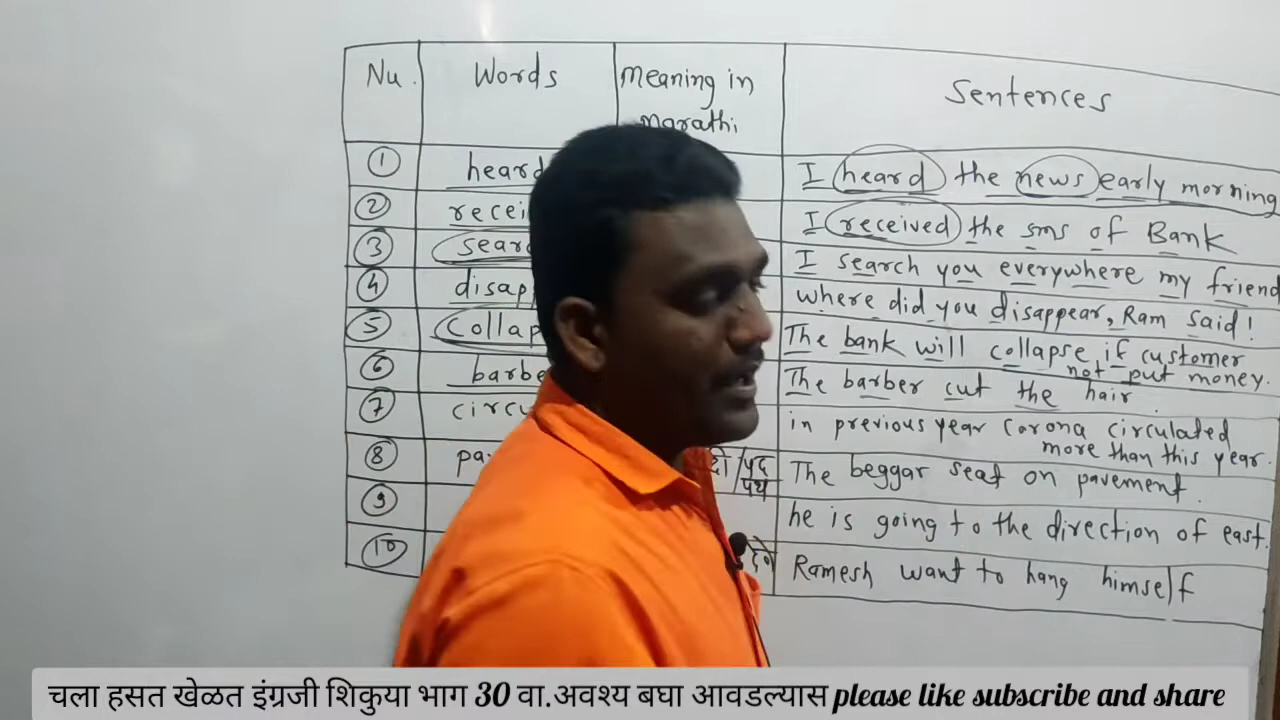 Nu. Words Meaning in Marathi Sentences
1 heard I heard the news early morning
2 recei I received the sms of Bank
3 sear I search you everywhere my friend
4 disap where did you disappear, Ram said!
5 Collap The bank will collapse if customer
not put money.
6 barbe The barber cut the hair.
7 circu in previous year corona circulated
more than this year.
8 pa The beggar seat on pavement.
9 he is going to the direction of east.
10 Ramesh want to hang himself
चला हसत खेळत इंग्रजी शिकुया भाग 30 वा.अवश्य बघा आवडल्यास please like subscribe and share